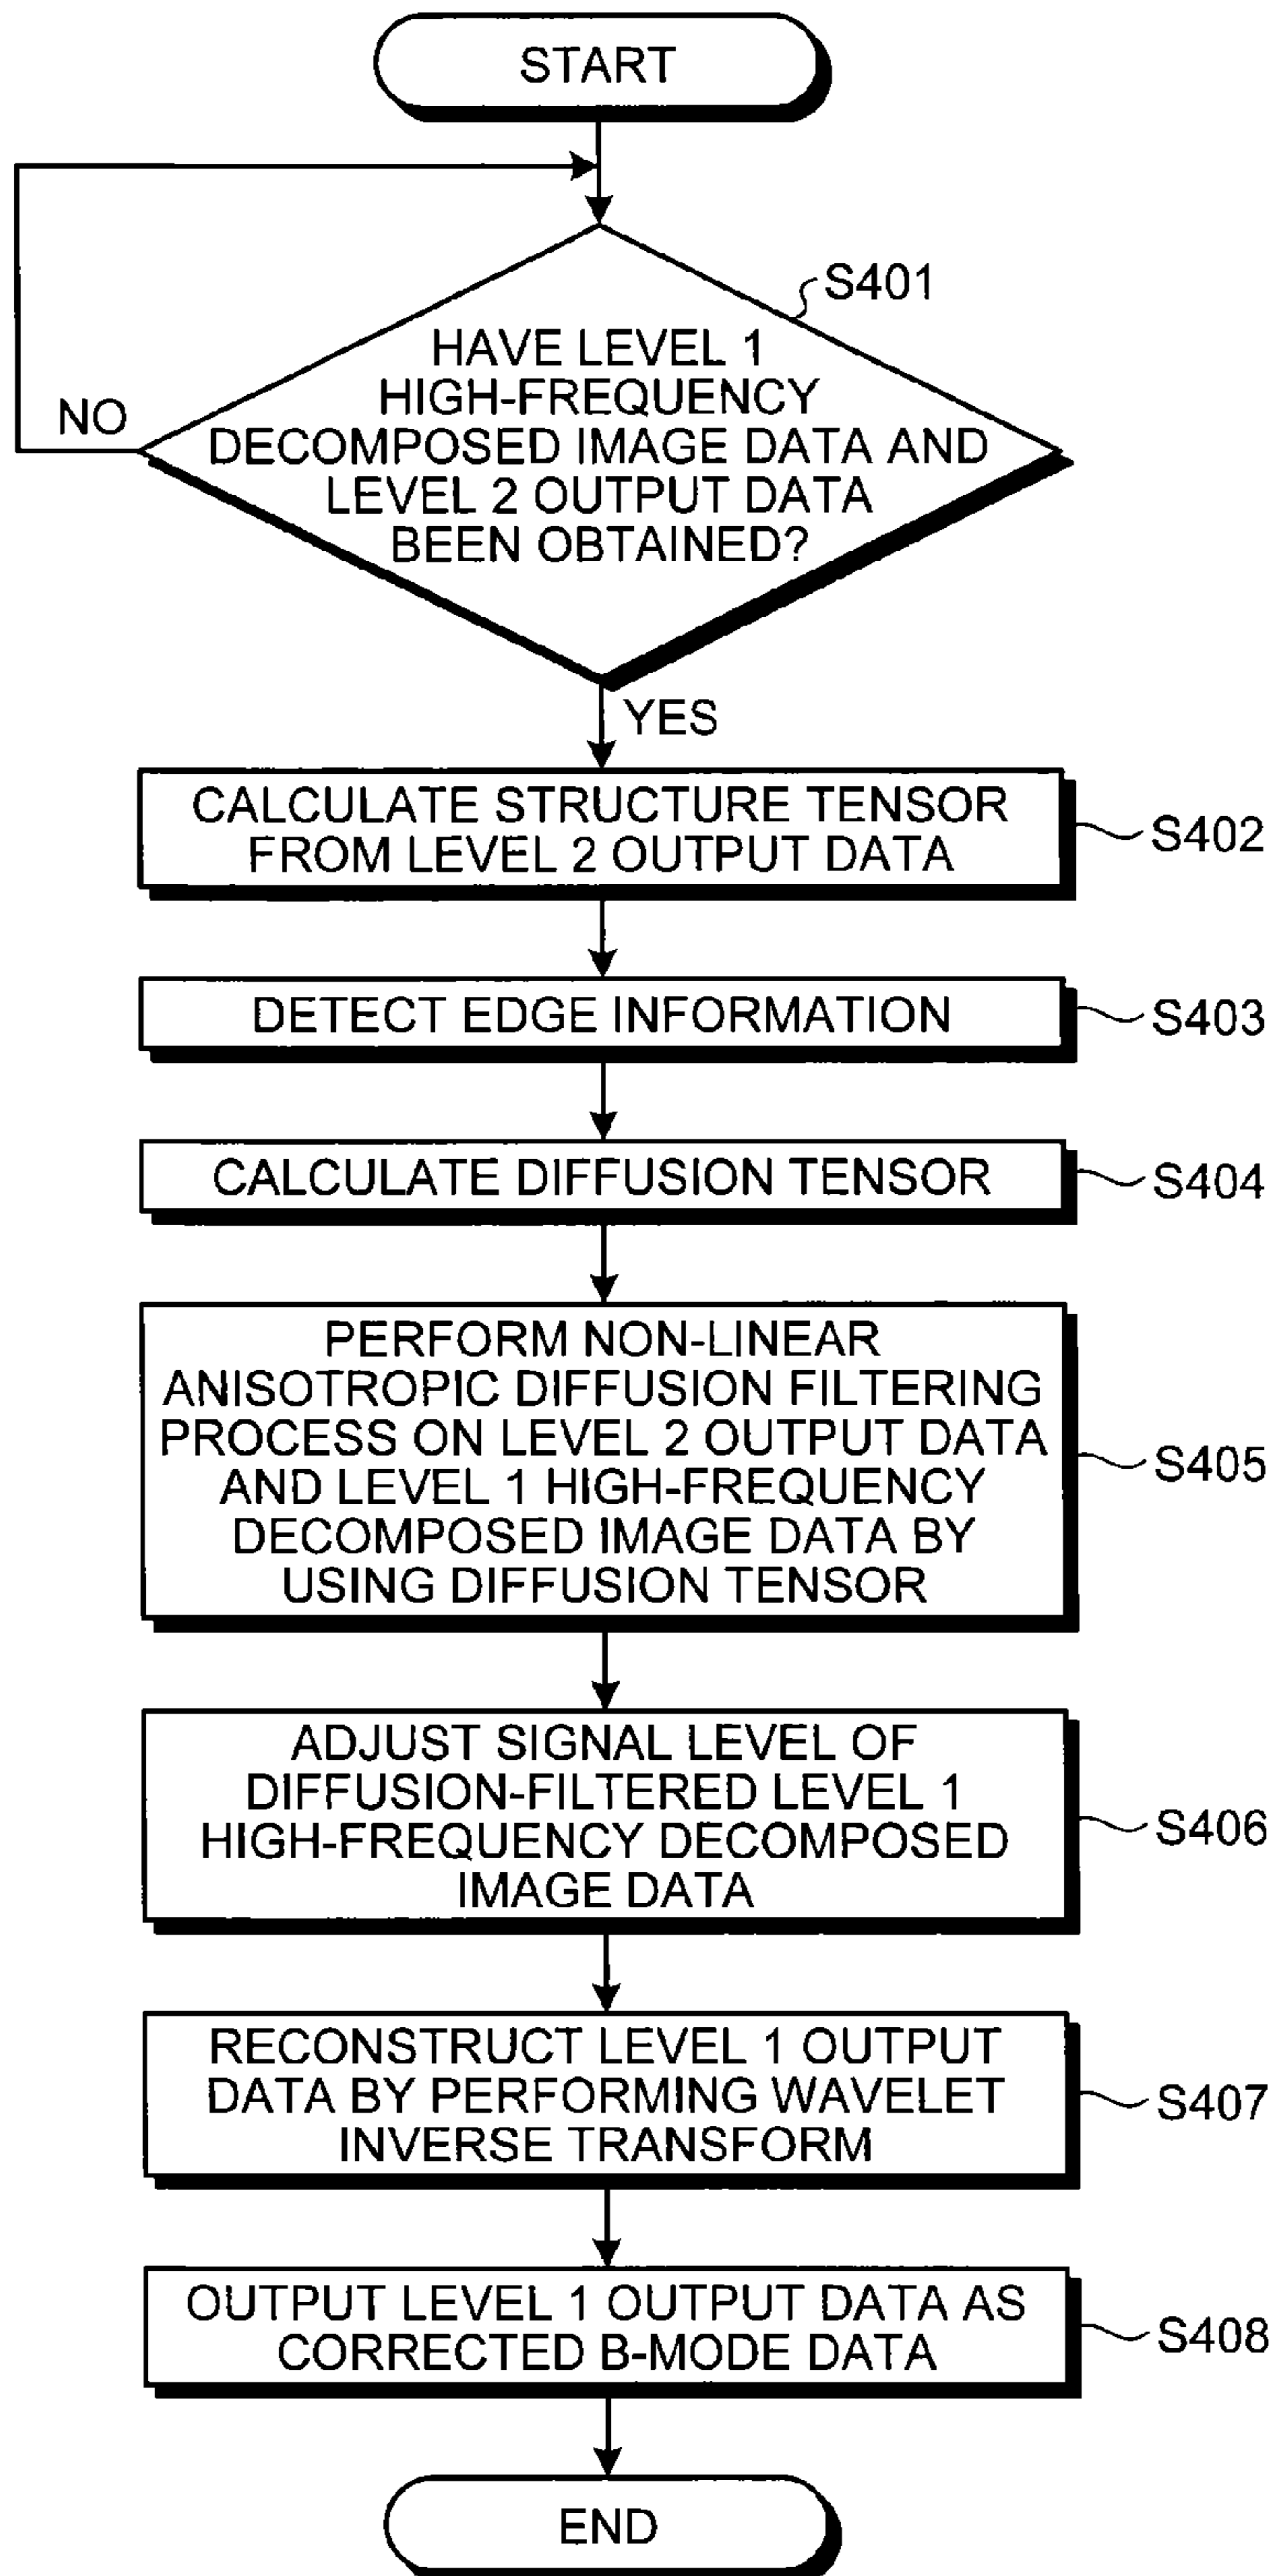 START
S401
HAVE LEVEL 1
HIGH-FREQUENCY
DECOMPOSED IMAGE DATA AND
LEVEL 2 OUTPUT DATA
BEEN OBTAINED?
NO
YES
CALCULATE STRUCTURE TENSOR
FROM LEVEL 2 OUTPUT DATA
S402
DETECT EDGE INFORMATION
S403
CALCULATE DIFFUSION TENSOR
S404
PERFORM NON-LINEAR
ANISOTROPIC DIFFUSION FILTERING
PROCESS ON LEVEL 2 OUTPUT DATA
AND LEVEL 1 HIGH-FREQUENCY
DECOMPOSED IMAGE DATA BY
USING DIFFUSION TENSOR
S405
ADJUST SIGNAL LEVEL OF
DIFFUSION-FILTERED LEVEL 1
HIGH-FREQUENCY DECOMPOSED
IMAGE DATA
S406
RECONSTRUCT LEVEL 1 OUTPUT
DATA BY PERFORMING WAVELET
INVERSE TRANSFORM
S407
OUTPUT LEVEL 1 OUTPUT DATA AS
CORRECTED B-MODE DATA
S408
END